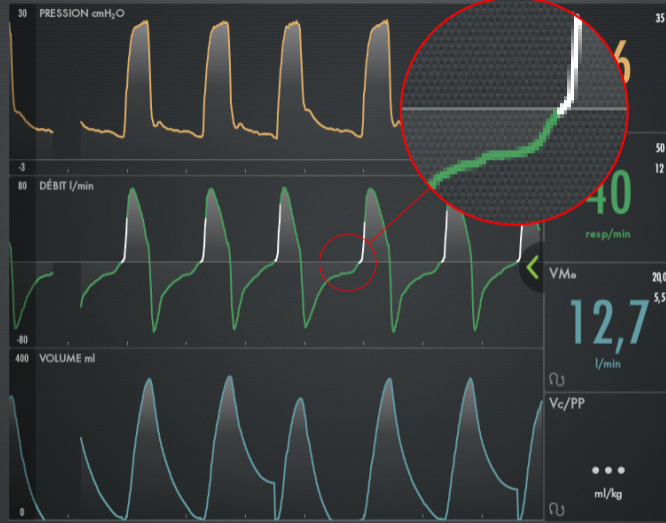 30
PRESSION cmH₂O
35
6
-3
50
12
80
DÉBIT l/min
40
resp/min
VMe
20,0
5,5
12,7
l/min
-80
400
VOLUME ml
Vc/PP
...
ml/kg
0